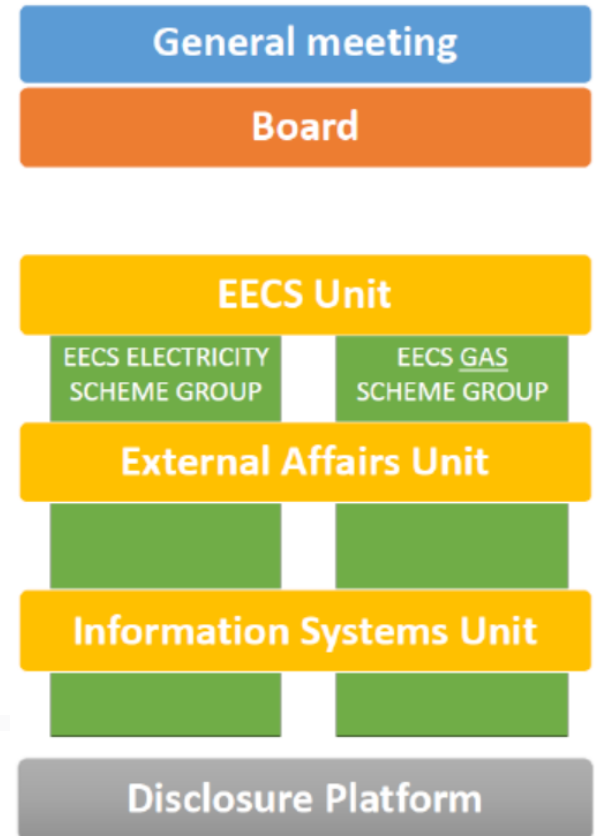 General meeting
Board
EECS Unit
EECS ELECTRICITY
SCHEME GROUP
EECS GAS
SCHEME GROUP
External Affairs Unit
Information Systems Unit
Disclosure Platform